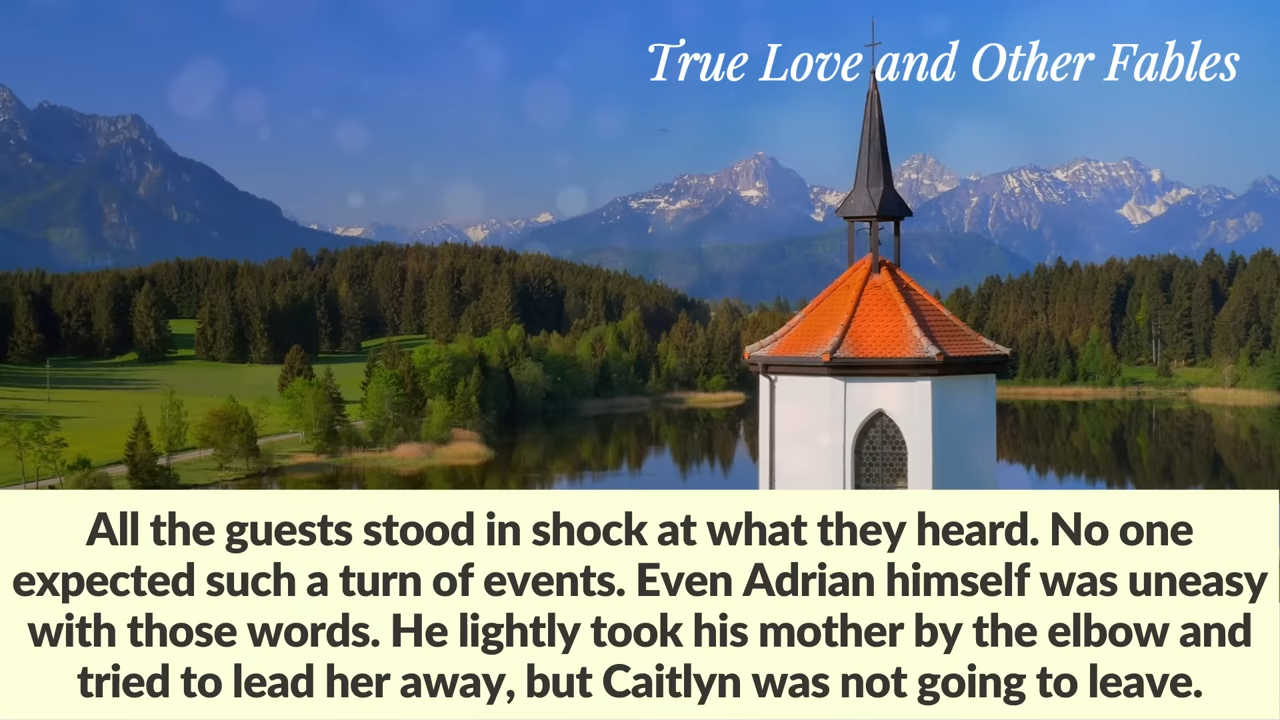 True Love and Other Fables
All the guests stood in shock at what they heard. No one
expected such a turn of events. Even Adrian himself was uneasy
with those words. He lightly took his mother by the elbow and
tried to lead her away, but Caitlyn was not going to leave.